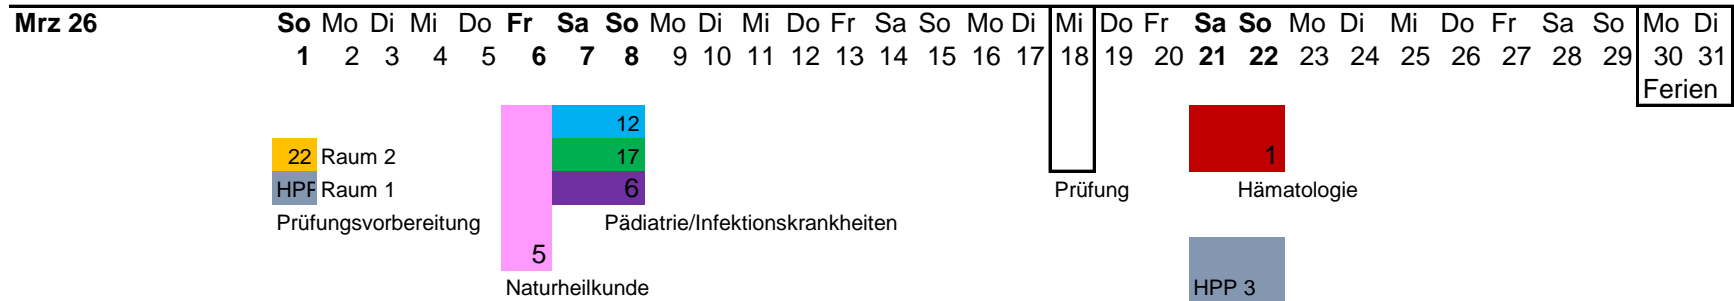 Mrz 26 So Mo Di Mi Do Fr Sa So Mo Di Mi Do Fr Sa So Mo Di Mi Do Fr Sa So Mo Di Mi Do Fr Sa So Mo Di
1 2 3 4 5 6 7 8 9 10 11 12 13 14 15 16 17 18 19 20 21 22 23 24 25 26 27 28 29 30 31
Ferien
12
22 Raum 2 17 1
HPP Raum 1 6 Prüfung Hämatologie
Prüfungsvorbereitung Pädiatrie/Infektionskrankheiten
5
Naturheilkunde HPP 3